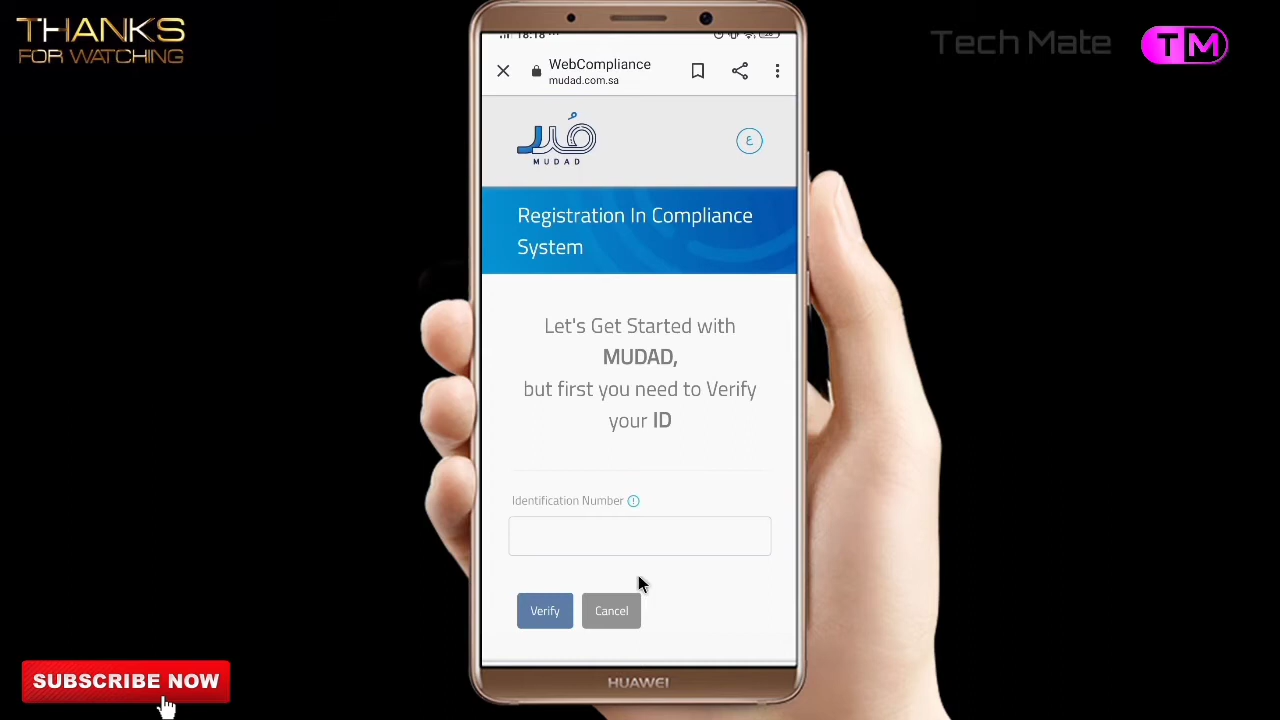 THANKS
FOR WATCHING
Tech Mate
TM
18:18
WebCompliance
mudad.com.sa
مُدد
MUDAD
ع
Registration In Compliance
System
Let's Get Started with
MUDAD,
but first you need to Verify
your ID
Identification Number
Verify
Cancel
HUAWEI
SUBSCRIBE NOW